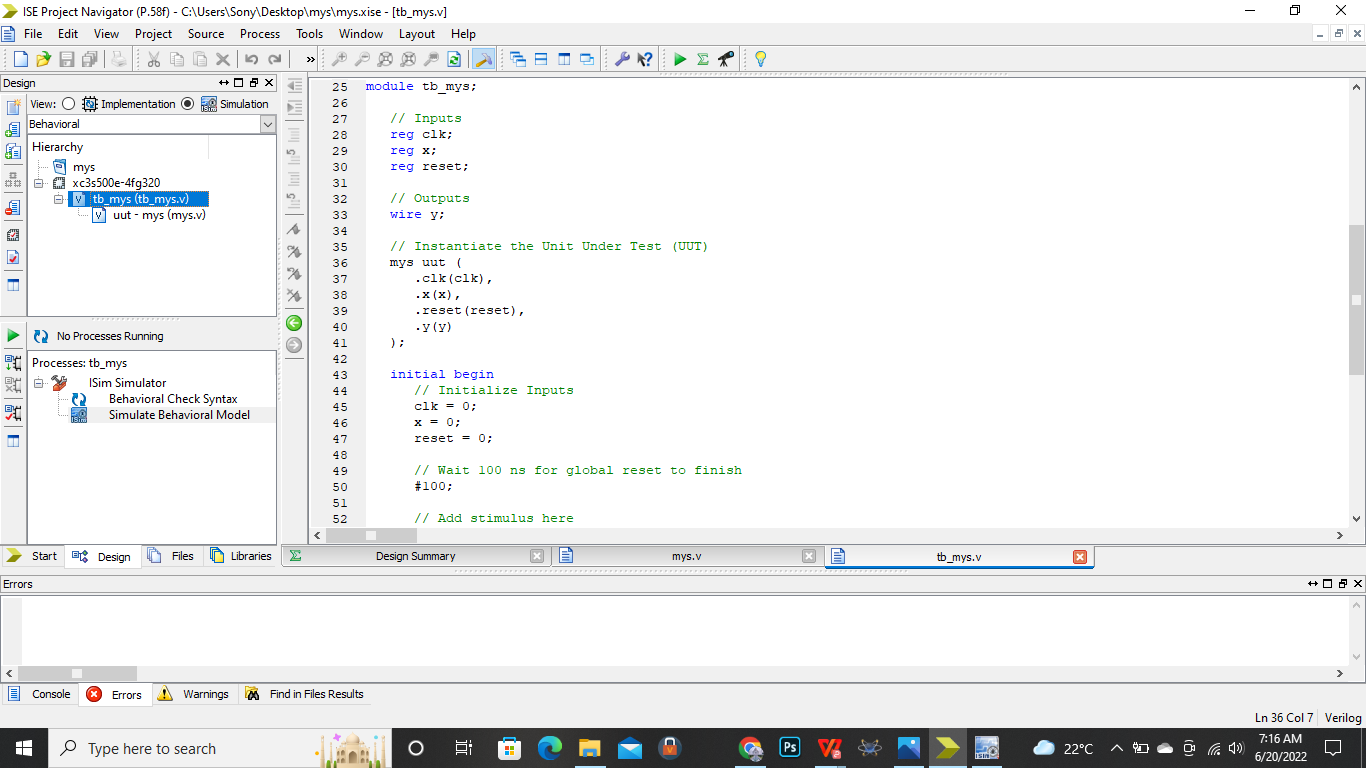 ISE Project Navigator (P.58f) - C:\Users\Sony\Desktop\mys\mys.xise - [tb_mys.v]
File Edit View Project Source Process Tools Window Layout Help
»
Design
View: Implementation Simulation
Behavioral
Hierarchy
mys
xc3s500e-4fg320
tb_mys (tb_mys.v)
uut - mys (mys.v)
No Processes Running
Processes: tb_mys
ISim Simulator
Behavioral Check Syntax
Simulate Behavioral Model
Start Design Files Libraries
25 module tb_mys;
26
27 // Inputs
28 reg clk;
29 reg x;
30 reg reset;
31
32 // Outputs
33 wire y;
34
35 // Instantiate the Unit Under Test (UUT)
36 mys uut (
37 .clk(clk),
38 .x(x),
39 .reset(reset),
40 .y(y)
41 );
42
43 initial begin
44 // Initialize Inputs
45 clk = 0;
46 x = 0;
47 reset = 0;
48
49 // Wait 100 ns for global reset to finish
50 #100;
51
52 // Add stimulus here
Design Summary mys.v tb_mys.v
Errors
Console Errors Warnings Find in Files Results
Ln 36 Col 7 Verilog
Type here to search
Ps
22°C
7:16 AM
6/20/2022